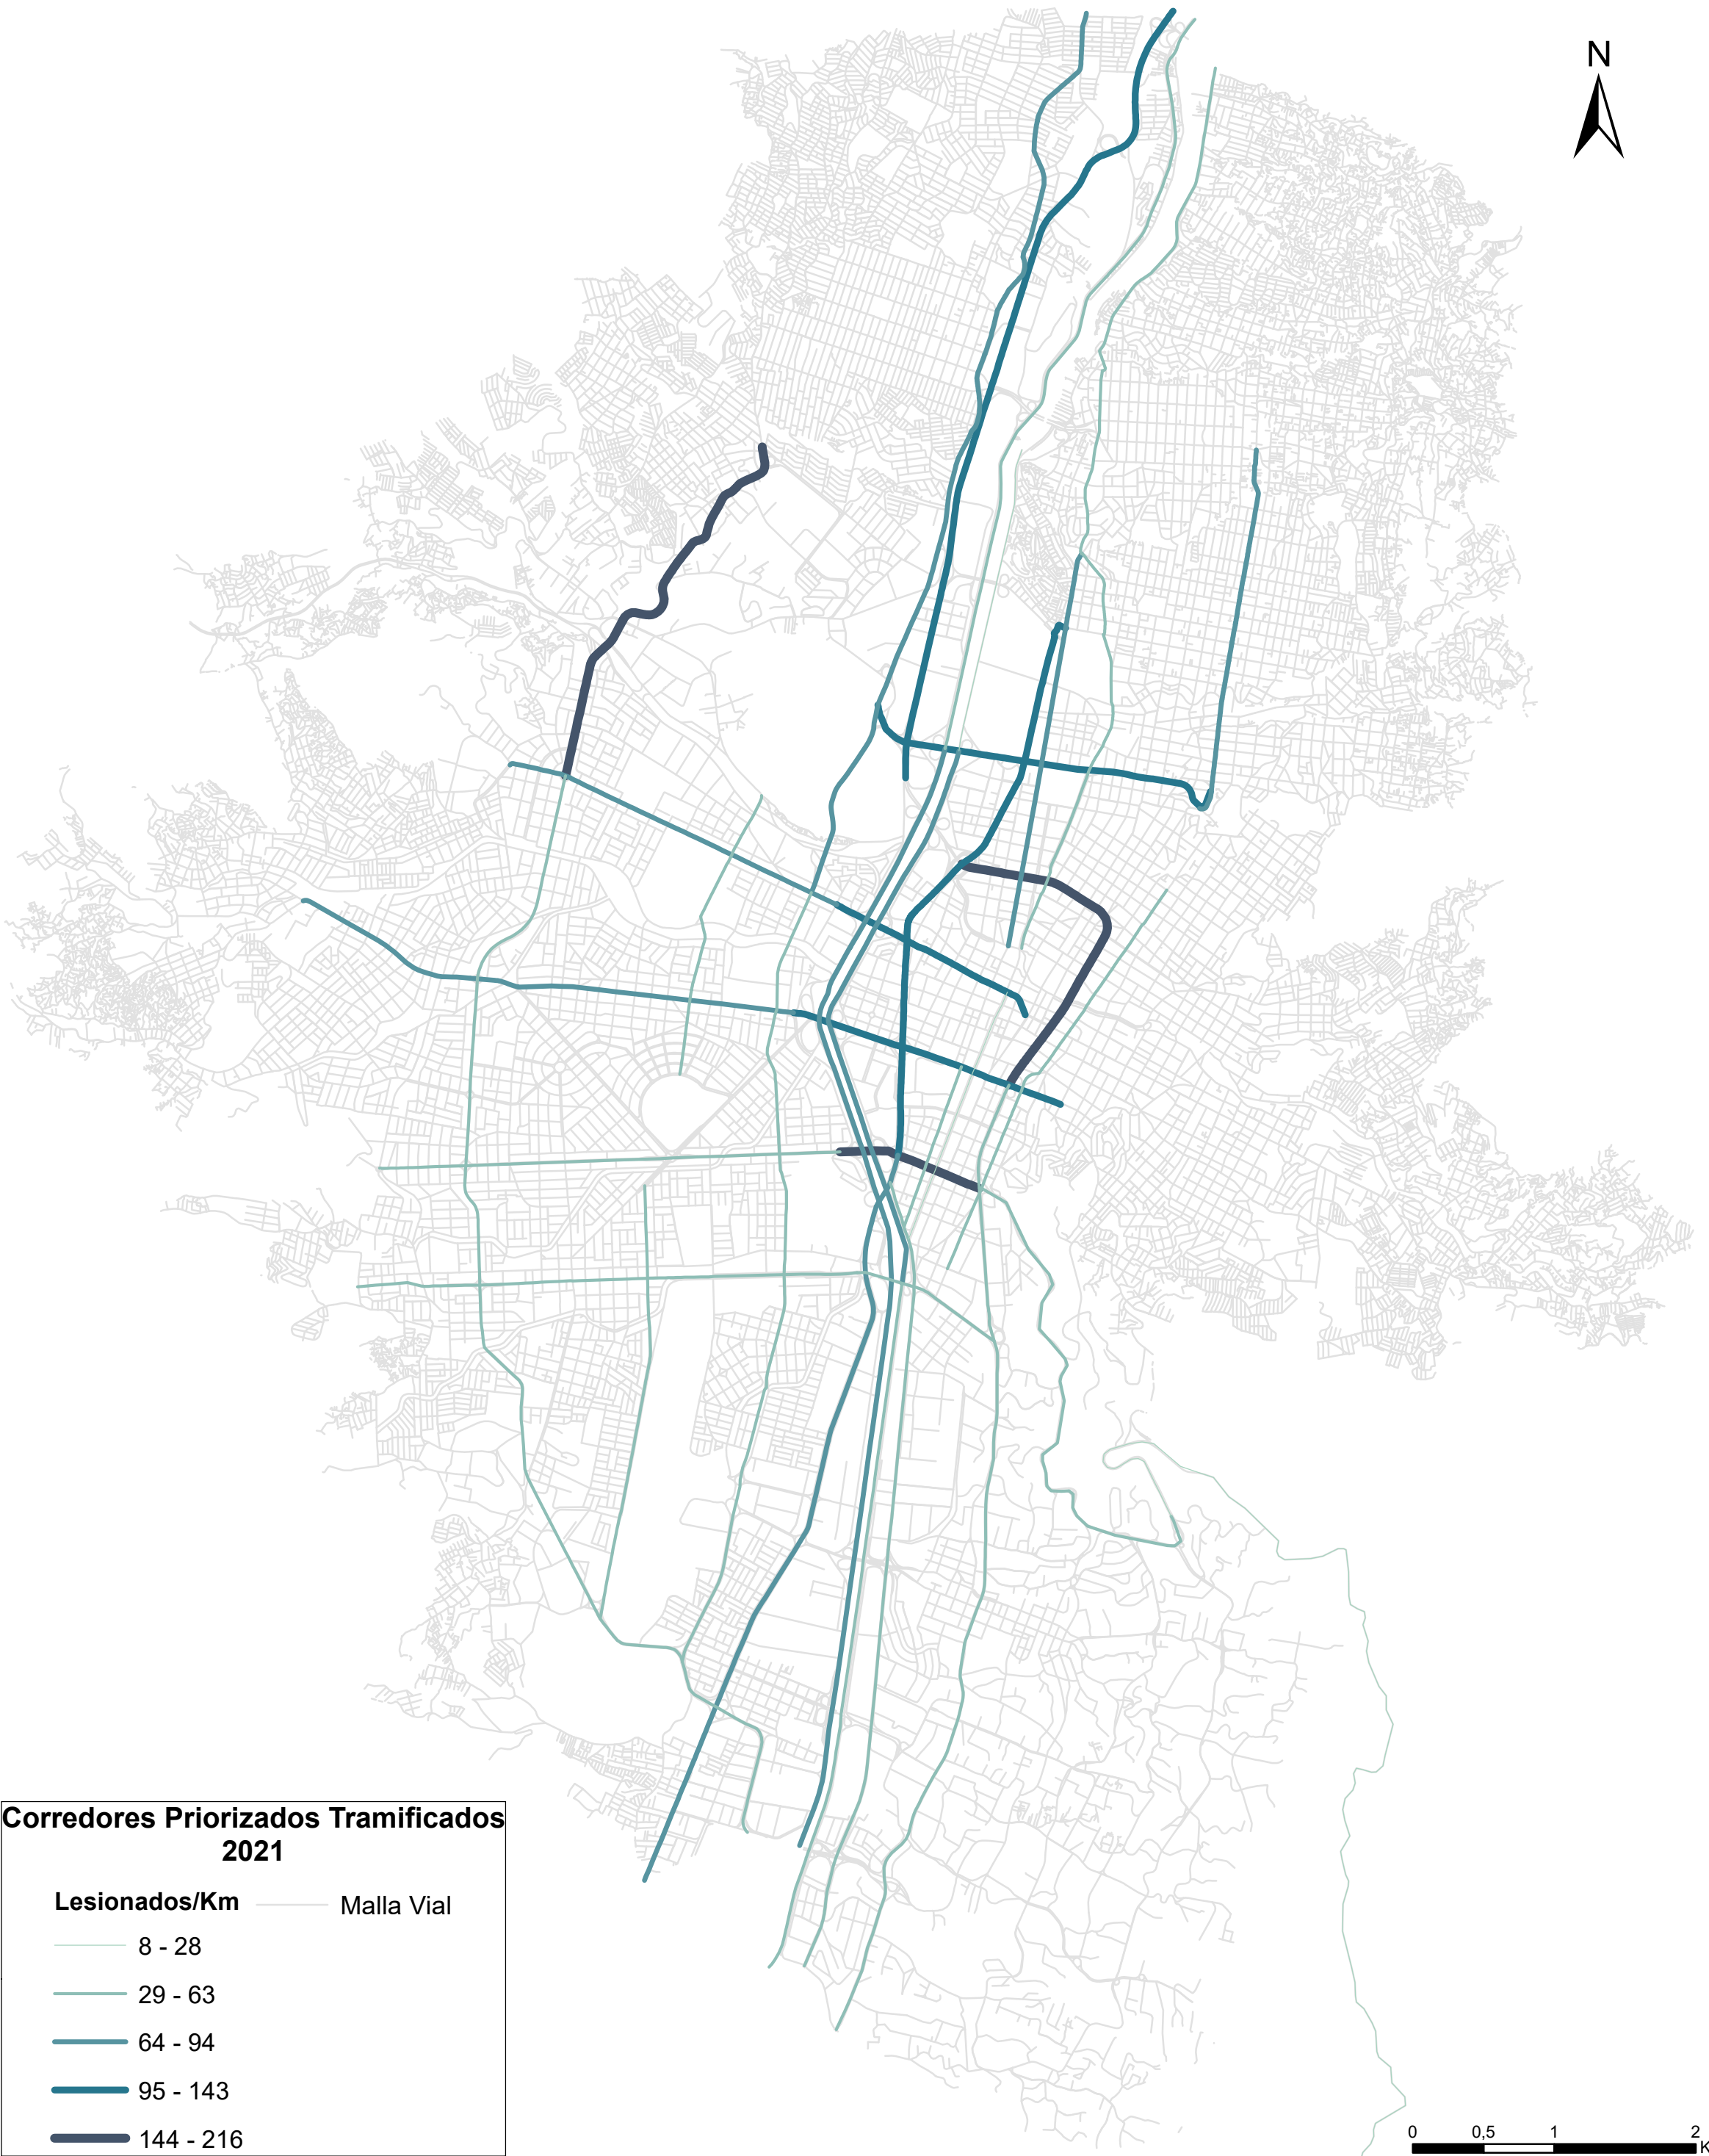 N
Corredores Priorizados Tramificados
2021
Lesionados/Km
Malla Vial
8 - 28
29 - 63
64 - 94
95 - 143
144 - 216
0 0,5 1 2
K